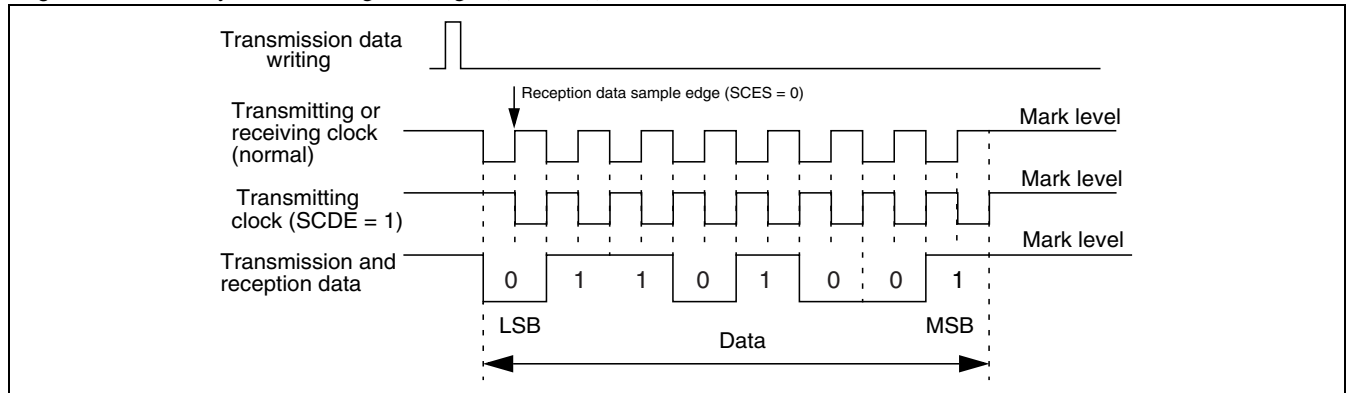 Transmission data
writing
Reception data sample edge (SCES = 0)
Transmitting or
receiving clock
(normal)
Mark level
Transmitting
clock (SCDE = 1)
Mark level
Transmission and
reception data
Mark level
0 1 1 0 1 0 0 1
LSB MSB
Data